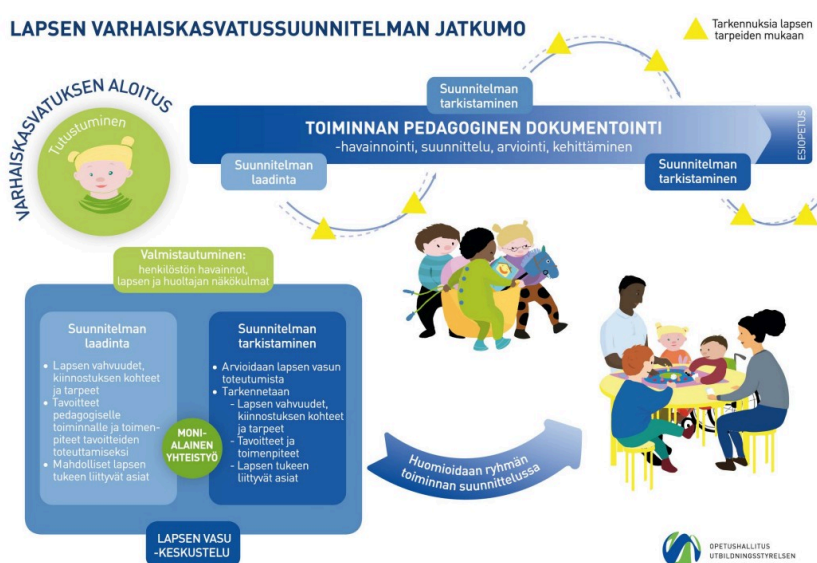 LAPSEN VARHAISKASVATUSSUUNNITELMAN JATKUMO
Tarkennuksia lapsen
tarpeiden mukaan
VARHAISKASVATUKSEN ALOITUS
Tutustuminen
Suunnitelman
tarkistaminen
TOIMINNAN PEDAGOGINEN DOKUMENTOINTI
-havainnointi, suunnittelu, arviointi, kehittäminen
ESIOPETUS
Suunnitelman
laadinta
Suunnitelman
tarkistaminen
Valmistautuminen:
henkilöstön havainnot,
lapsen ja huoltajan näkökulmat
Suunnitelman
laadinta
• Lapsen vahvuudet,
kiinnostuksen kohteet
ja tarpeet
• Tavoitteet
pedagogiselle
toiminnalle ja toimen-
piteet tavoitteiden
toteuttamiseksi
• Mahdolliset lapsen
tukeen liittyvät asiat
MONI-
ALAINEN
YHTEISTYÖ
Suunnitelman
tarkistaminen
• Arvioidaan lapsen vasun
toteutumista
• Tarkennetaan
- Lapsen vahvuudet,
kiinnostuksen kohteet
ja tarpeet
- Tavoitteet ja
toimenpiteet
- Lapsen tukeen
liittyvät asiat
LAPSEN VASU
-KESKUSTELU
Huomioidaan ryhmän
toiminnan suunnittelussa
OPETUSHALLITUS
UTBILDNINGSSTYRELSEN